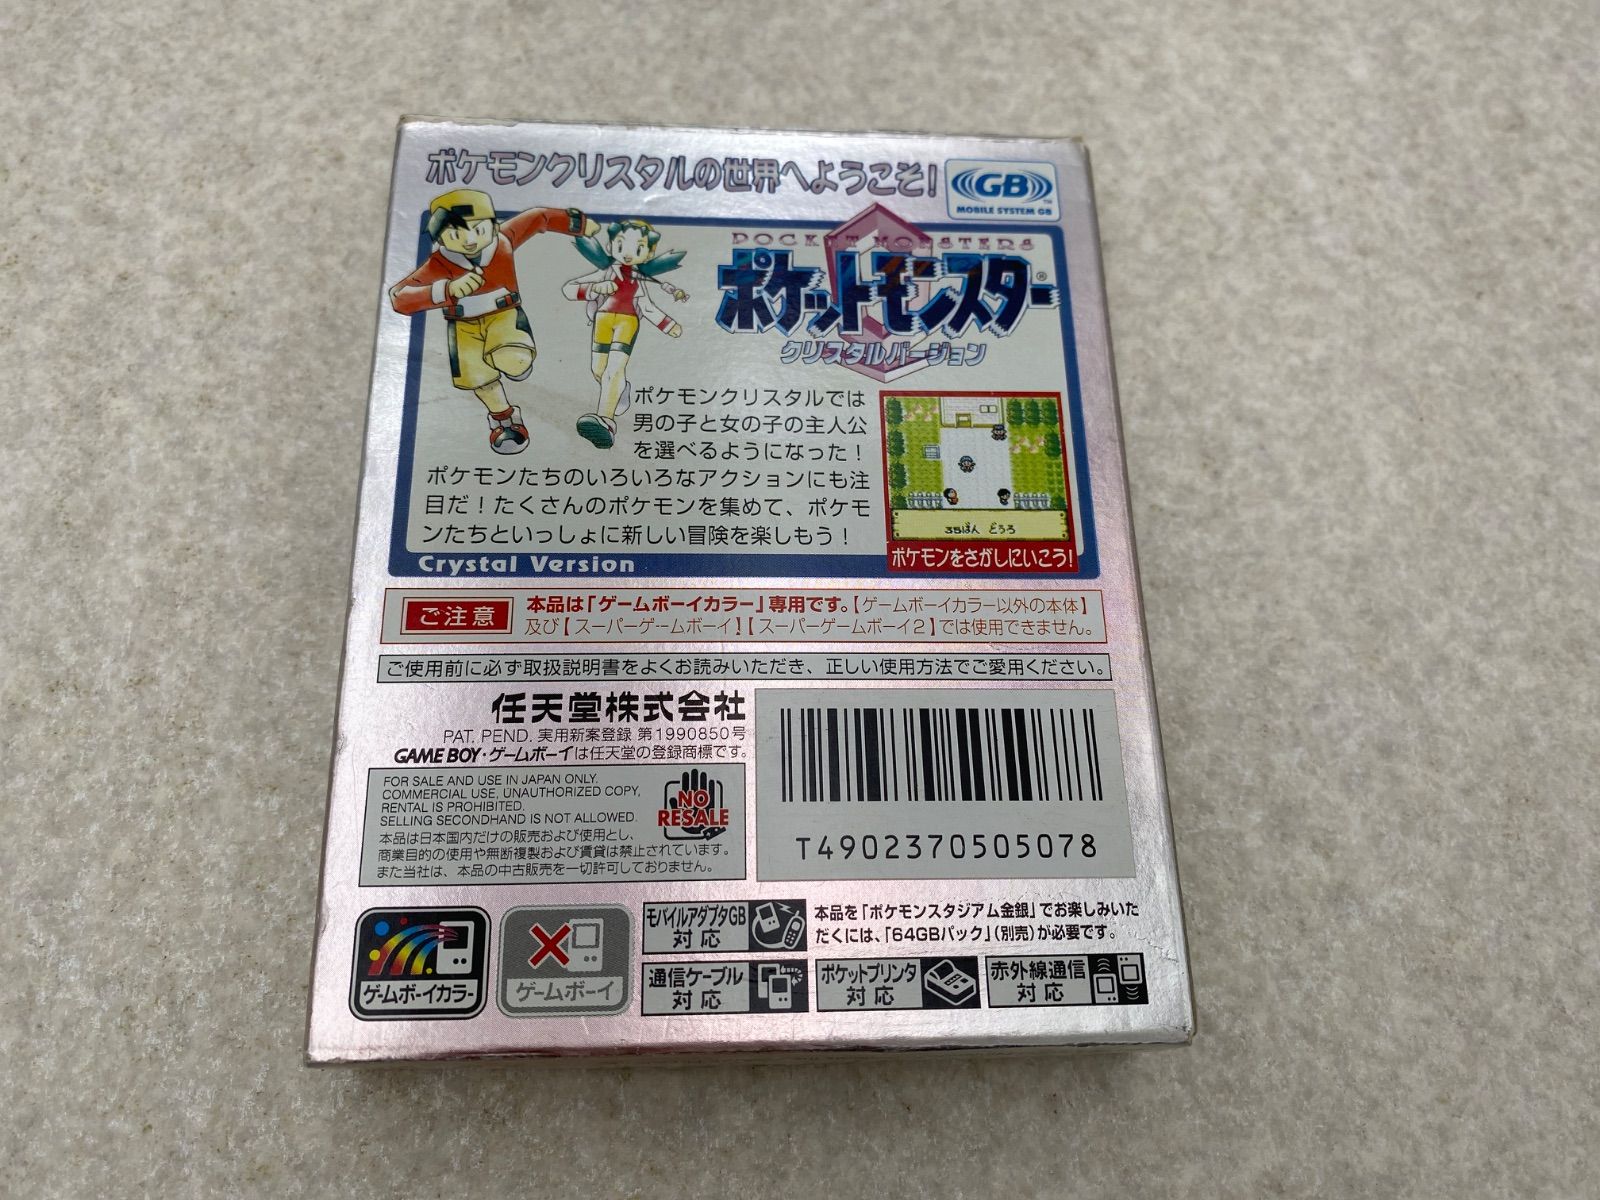 ポケモンクリスタルの世界へようこそ!
GB
TM
MOBILE SYSTEM GB
POCKET MONSTERS
ポケットモンスター®
クリスタルバージョン
ポケモンクリスタルでは
男の子と女の子の主人公
を選べるようになった!
ポケモンたちのいろいろなアクションにも注
目だ!たくさんのポケモンを集めて、ポケモ
ンたちといっしょに新しい冒険を楽しもう!
35ばん どうろ
ポケモンをさがしにいこう!
Crystal Version
ご注意
本品は「ゲームボーイカラー」専用です。【ゲームボーイカラー以外の本体】
及び【スーパーゲームボーイ】【スーパーゲームボーイ2】では使用できません。
ご使用前に必ず取扱説明書をよくお読みいただき、正しい使用方法でご愛用ください。
任天堂株式会社
PAT. PEND. 実用新案登録 第1990850号
GAME BOY・ゲームボーイは任天堂の登録商標です。
FOR SALE AND USE IN JAPAN ONLY.
COMMERCIAL USE, UNAUTHORIZED COPY,
RENTAL IS PROHIBITED.
SELLING SECONDHAND IS NOT ALLOWED.
NO
RESALE
本品は日本国内だけの販売および使用とし、
商業目的の使用や無断複製および賃貸は禁止されています。
また当社は、本品の中古販売を一切許可しておりません。
T4902370505078
ゲームボーイカラー
ゲームボーイ
モバイルアダプタGB
対応
本品を「ポケモンスタジアム金銀」でお楽しみいた
だくには、「64GBパック」(別売)が必要です。
通信ケーブル
対応
ポケットプリンタ
対応
赤外線通信
対応